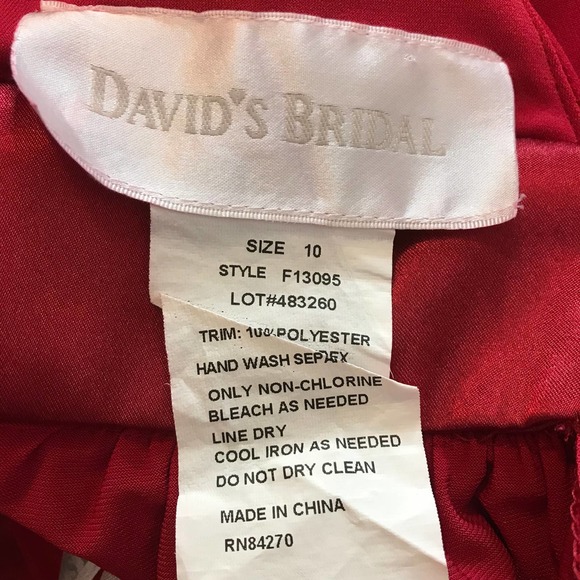 DAVID'S BRIDAL
SIZE 10
STYLE F13095
LOT#483260
TRIM: POLYESTER
HAND WASH
ONLY NON-CHLORINE
BLEACH AS NEEDED
LINE DRY
COOL IRON AS NEEDED
DO NOT DRY CLEAN
MADE IN CHINA
RN84270